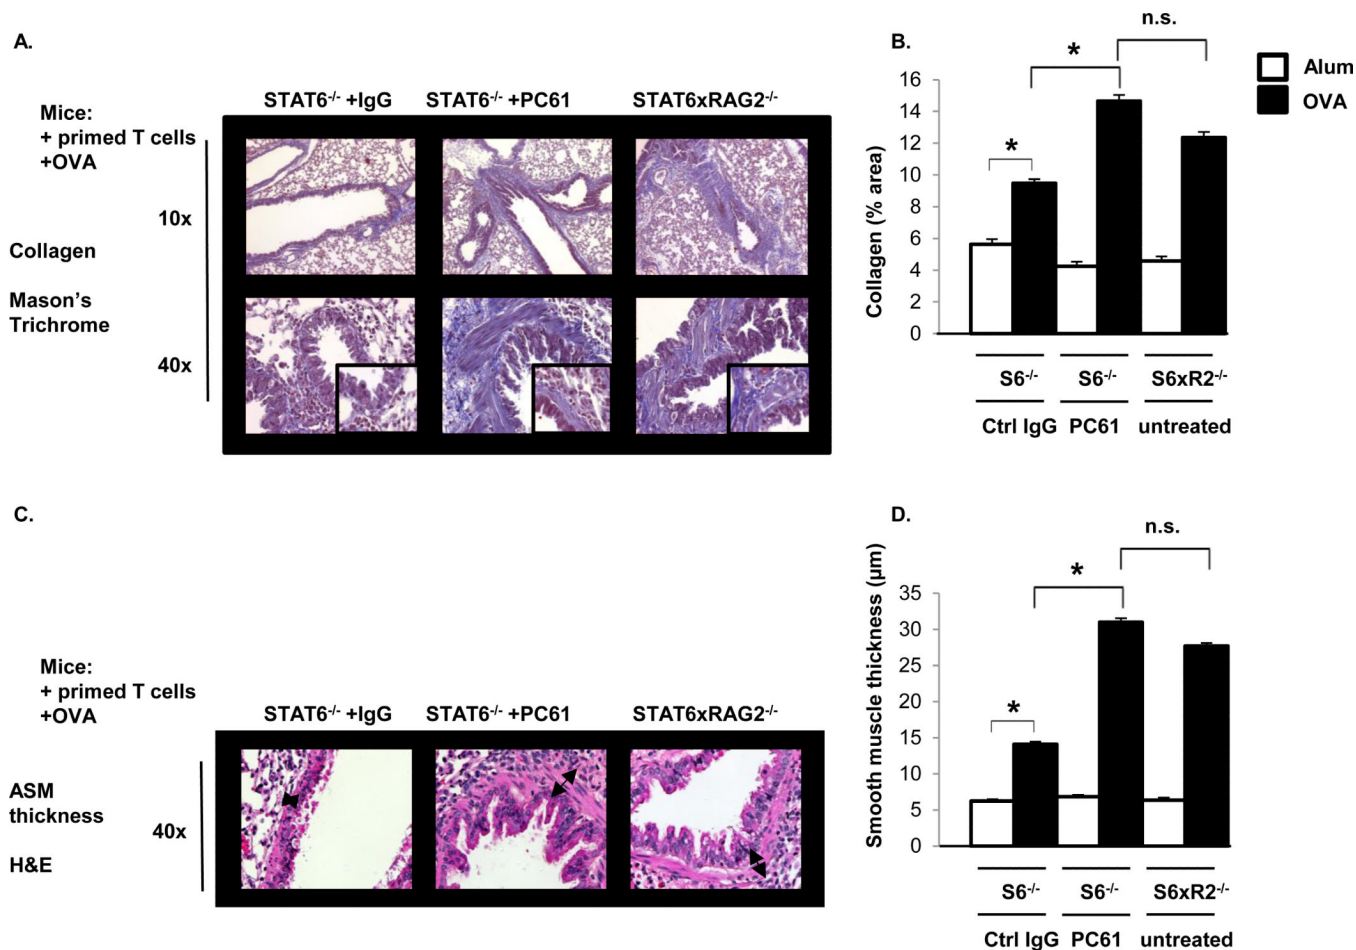 A.
Mice:
+ primed T cells
+OVA
STAT6-/- +IgG
STAT6-/- +PC61
STAT6xRAG2-/-
10x
Collagen
Mason's
Trichrome
40x
B.
n.s.
*
*
Alum
OVA
Collagen (% area)
16
14
12
10
8
6
4
2
0
S6-/-
S6-/-
S6xR2-/-
Ctrl IgG
PC61
untreated
C.
Mice:
+ primed T cells
+OVA
STAT6-/- +IgG
STAT6-/- +PC61
STAT6xRAG2-/-
ASM
thickness
40x
H&E
D.
n.s.
*
*
Smooth muscle thickness (µm)
35
30
25
20
15
10
5
0
S6-/-
S6-/-
S6xR2-/-
Ctrl IgG
PC61
untreated